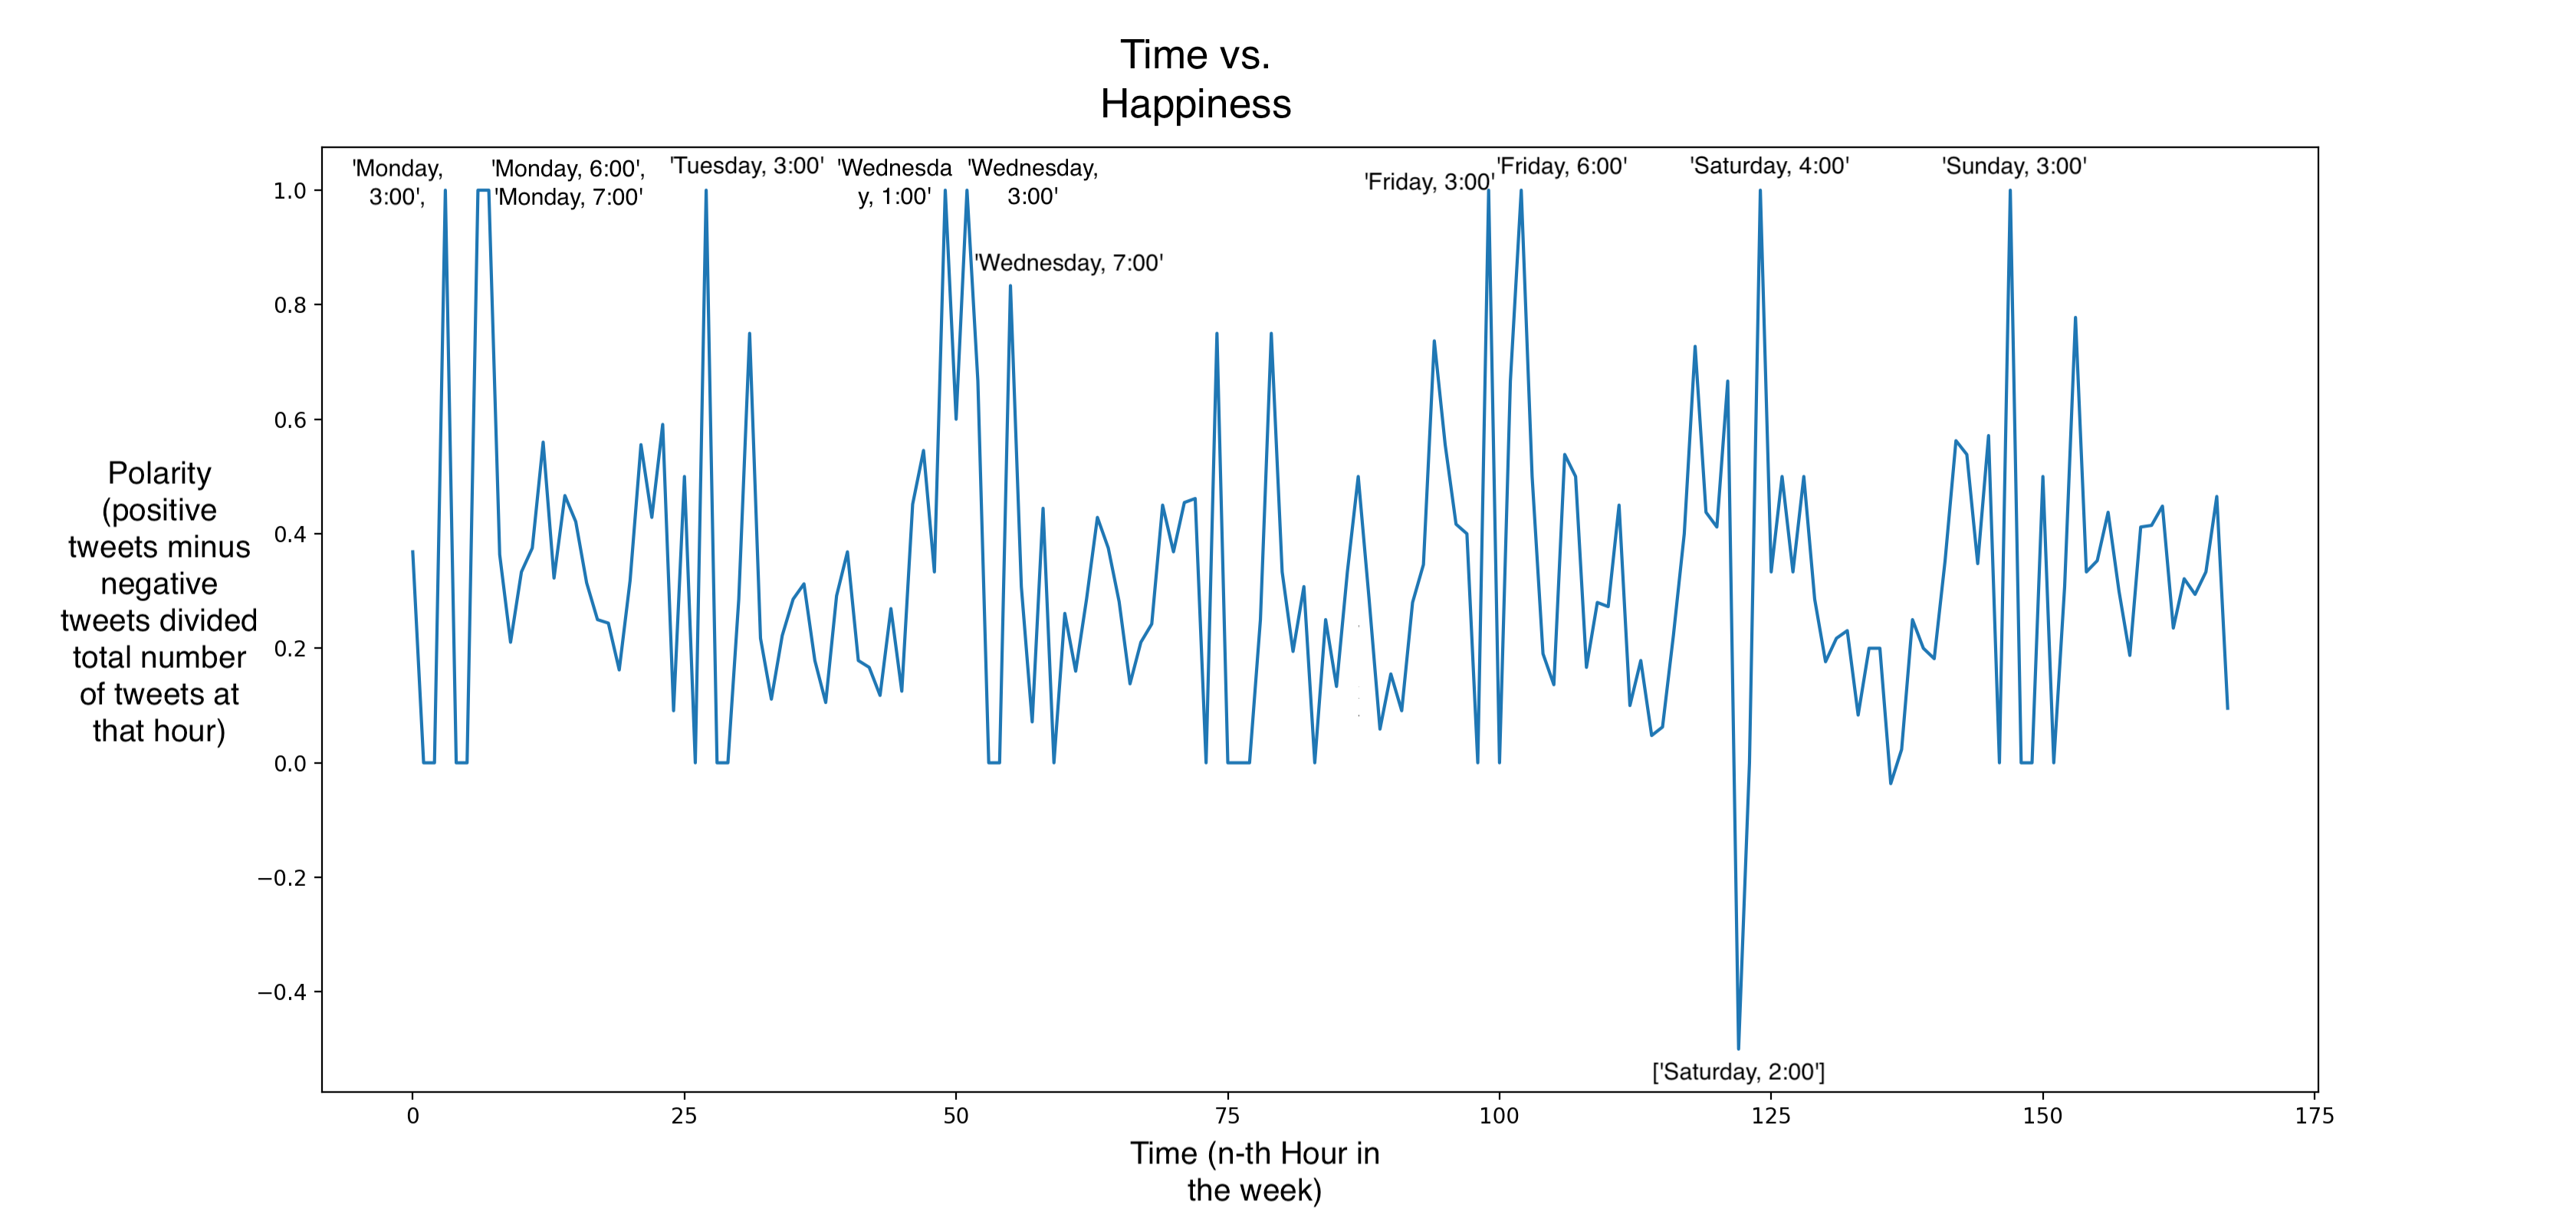 Time vs.
Happiness
'Monday,
3:00',
'Monday, 6:00',
'Monday, 7:00'
'Tuesday, 3:00'
'Wednesda
y, 1:00'
'Wednesday,
3:00'
'Wednesday, 7:00'
'Friday, 3:00'
'Friday, 6:00'
'Saturday, 4:00'
'Sunday, 3:00'
['Saturday, 2:00']
Polarity
(positive
tweets minus
negative
tweets divided
total number
of tweets at
that hour)
1.0
0.8
0.6
0.4
0.2
0.0
−0.2
−0.4
0 25 50 75 100 125 150 175
Time (n-th Hour in
the week)